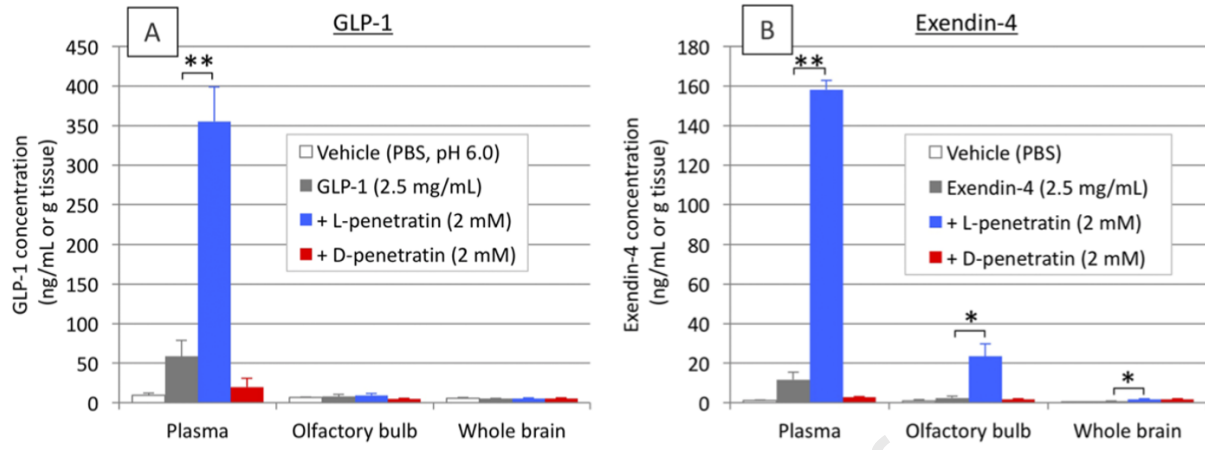 A
GLP-1
GLP-1 concentration
(ng/mL or g tissue)
450
400
350
300
250
200
150
100
50
0
**
Vehicle (PBS, pH 6.0)
GLP-1 (2.5 mg/mL)
+ L-penetratin (2 mM)
+ D-penetratin (2 mM)
Plasma Olfactory bulb Whole brain
B
Exendin-4
Exendin-4 concentration
(ng/mL or g tissue)
180
160
140
120
100
80
60
40
20
0
**
Vehicle (PBS)
Exendin-4 (2.5 mg/mL)
+ L-penetratin (2 mM)
+ D-penetratin (2 mM)
*
*
Plasma Olfactory bulb Whole brain